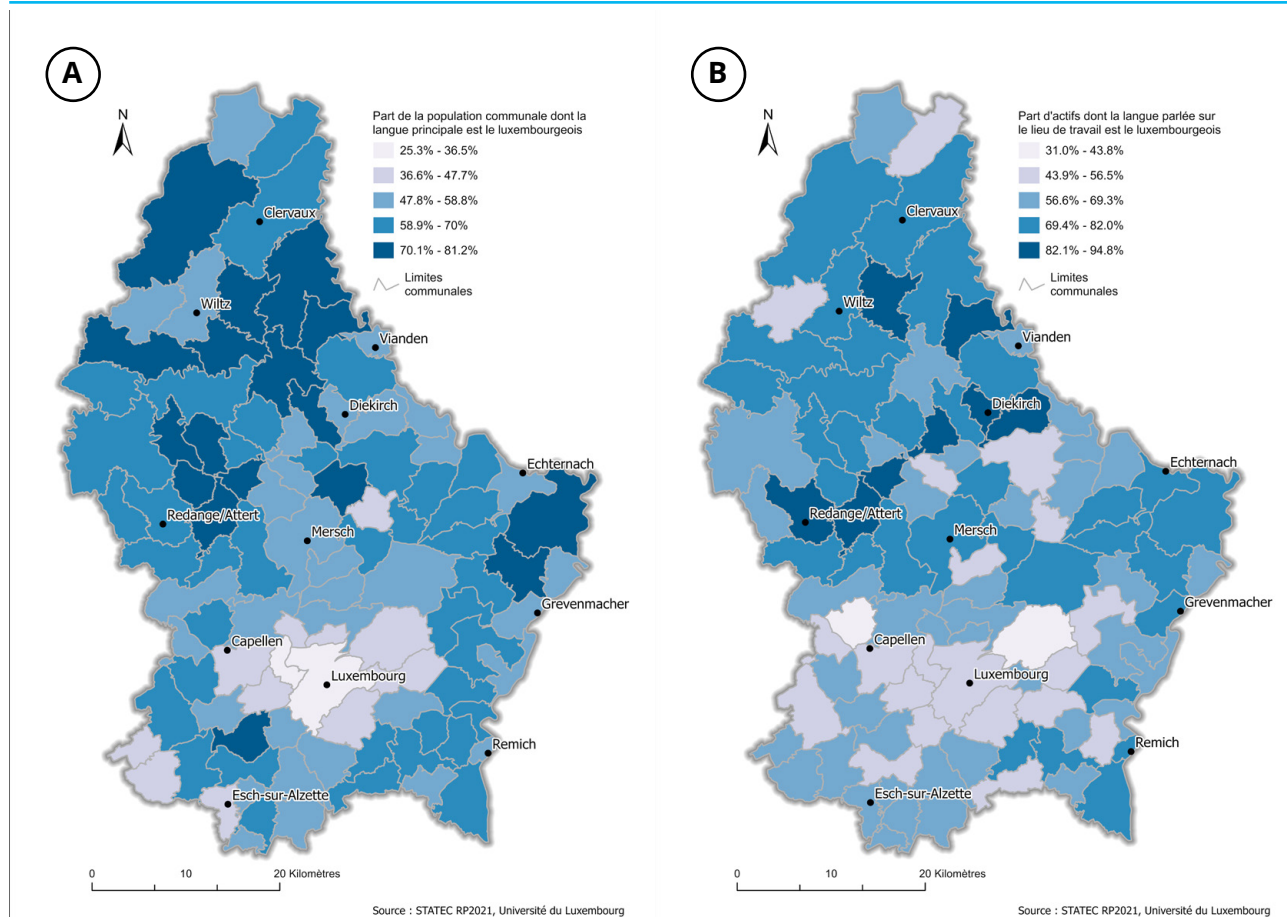 A
N
Part de la population communale dont la
langue principale est le luxembourgeois
25.3% - 36.5%
36.6% - 47.7%
47.8% - 58.8%
58.9% - 70%
70.1% - 81.2%
Limites
communales
Clervaux
Wiltz
Vianden
Diekirch
Echternach
Redange/Attert
Mersch
Grevenmacher
Capellen
Luxembourg
Remich
Esch-sur-Alzette
0 10 20 Kilomètres
Source : STATEC RP2021, Université du Luxembourg
B
N
Part d'actifs dont la langue parlée sur
le lieu de travail est le luxembourgeois
31.0% - 43.8%
43.9% - 56.5%
56.6% - 69.3%
69.4% - 82.0%
82.1% - 94.8%
Limites
communales
Clervaux
Wiltz
Vianden
Diekirch
Echternach
Redange/Attert
Mersch
Grevenmacher
Capellen
Luxembourg
Remich
Esch-sur-Alzette
0 10 20 Kilomètres
Source : STATEC RP2021, Université du Luxembourg